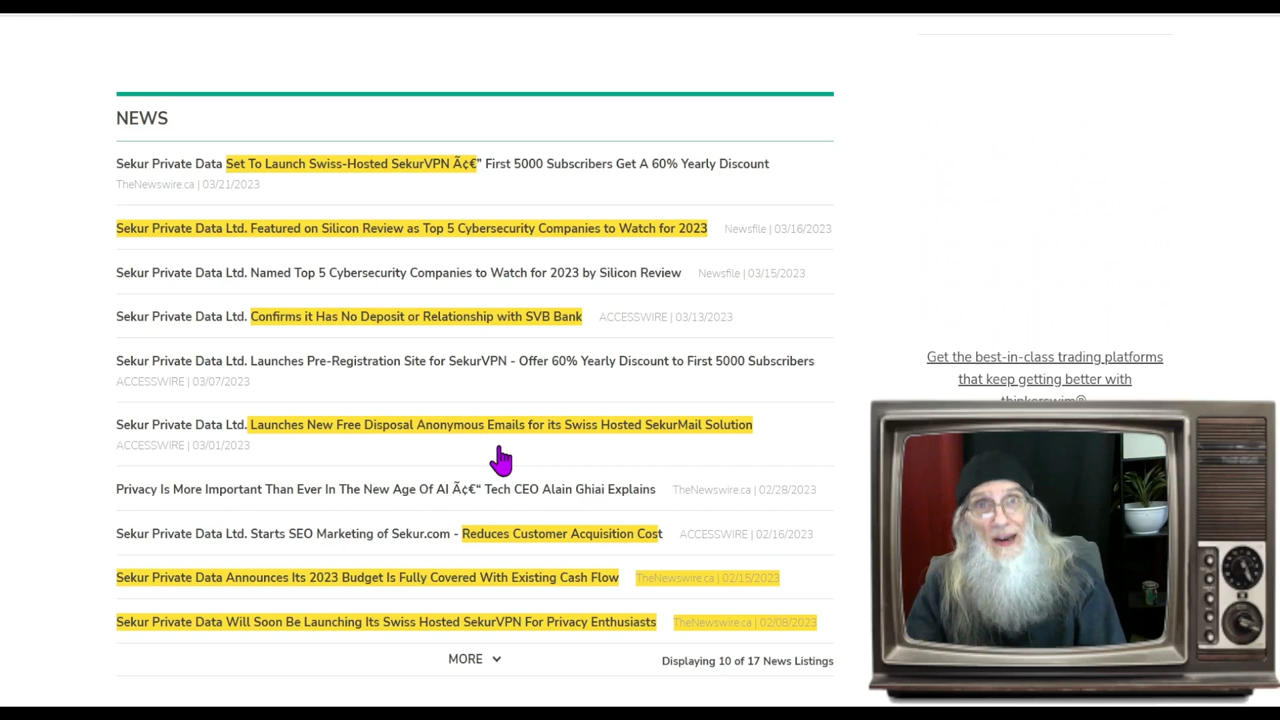 NEWS
Sekur Private Data Set To Launch Swiss-Hosted SekurVPN Ã¢€” First 5000 Subscribers Get A 60% Yearly Discount
TheNewswire.ca | 03/21/2023
Sekur Private Data Ltd. Featured on Silicon Review as Top 5 Cybersecurity Companies to Watch for 2023 Newsfile | 03/16/2023
Sekur Private Data Ltd. Named Top 5 Cybersecurity Companies to Watch for 2023 by Silicon Review Newsfile | 03/15/2023
Sekur Private Data Ltd. Confirms it Has No Deposit or Relationship with SVB Bank ACCESSWIRE | 03/13/2023
Sekur Private Data Ltd. Launches Pre-Registration Site for SekurVPN - Offer 60% Yearly Discount to First 5000 Subscribers
ACCESSWIRE | 03/07/2023
Sekur Private Data Ltd. Launches New Free Disposal Anonymous Emails for its Swiss Hosted SekurMail Solution
ACCESSWIRE | 03/01/2023
Privacy Is More Important Than Ever In The New Age Of AI Ã¢€“ Tech CEO Alain Ghiai Explains TheNewswire.ca | 02/28/2023
Sekur Private Data Ltd. Starts SEO Marketing of Sekur.com - Reduces Customer Acquisition Cost ACCESSWIRE | 02/16/2023
Sekur Private Data Announces Its 2023 Budget Is Fully Covered With Existing Cash Flow TheNewswire.ca | 02/15/2023
Sekur Private Data Will Soon Be Launching Its Swiss Hosted SekurVPN For Privacy Enthusiasts TheNewswire.ca | 02/08/2023
MORE Displaying 10 of 17 News Listings
Get the best-in-class trading platforms
that keep getting better with
thinkorswim®